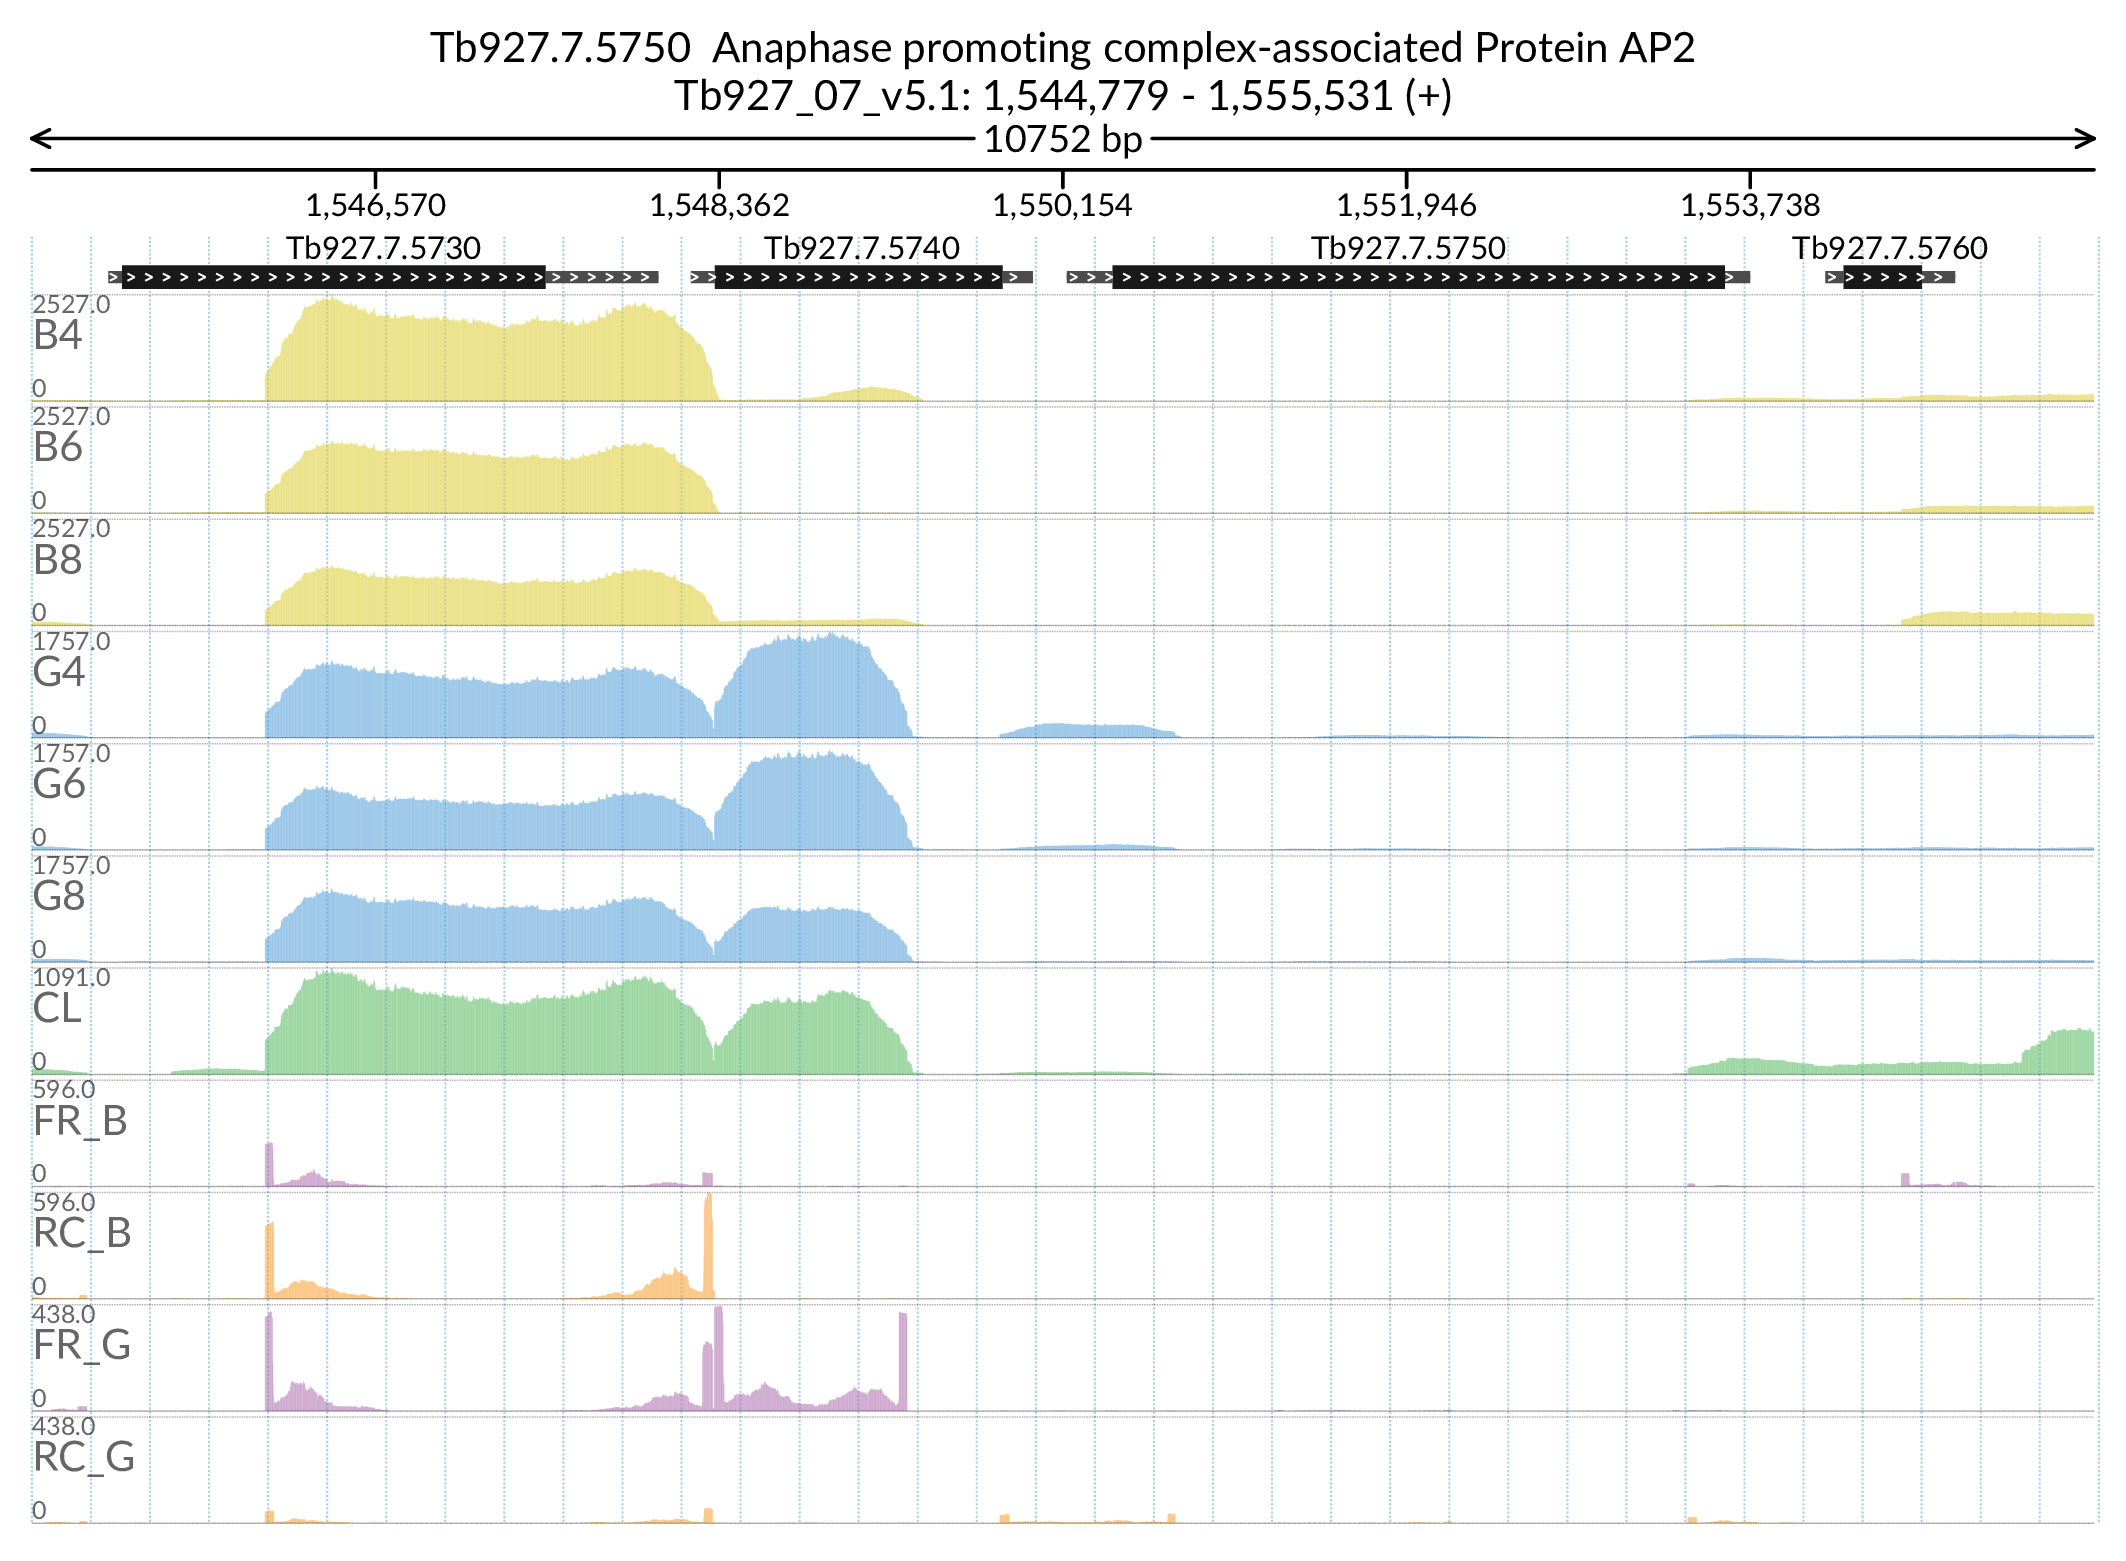 Tb927.7.5750 Anaphase promoting complex-associated Protein AP2
Tb927_07_v5.1: 1,544,779 - 1,555,531 (+)
10752 bp
1,546,570 1,548,362 1,550,154 1,551,946 1,553,738
Tb927.7.5730 Tb927.7.5740 Tb927.7.5750 Tb927.7.5760
2527.0
B4
0
2527.0
B6
0
2527.0
B8
0
1757.0
G4
0
1757.0
G6
0
1757.0
G8
0
1091.0
CL
0
596.0
FR_B
0
596.0
RC_B
0
438.0
FR_G
0
438.0
RC_G
0